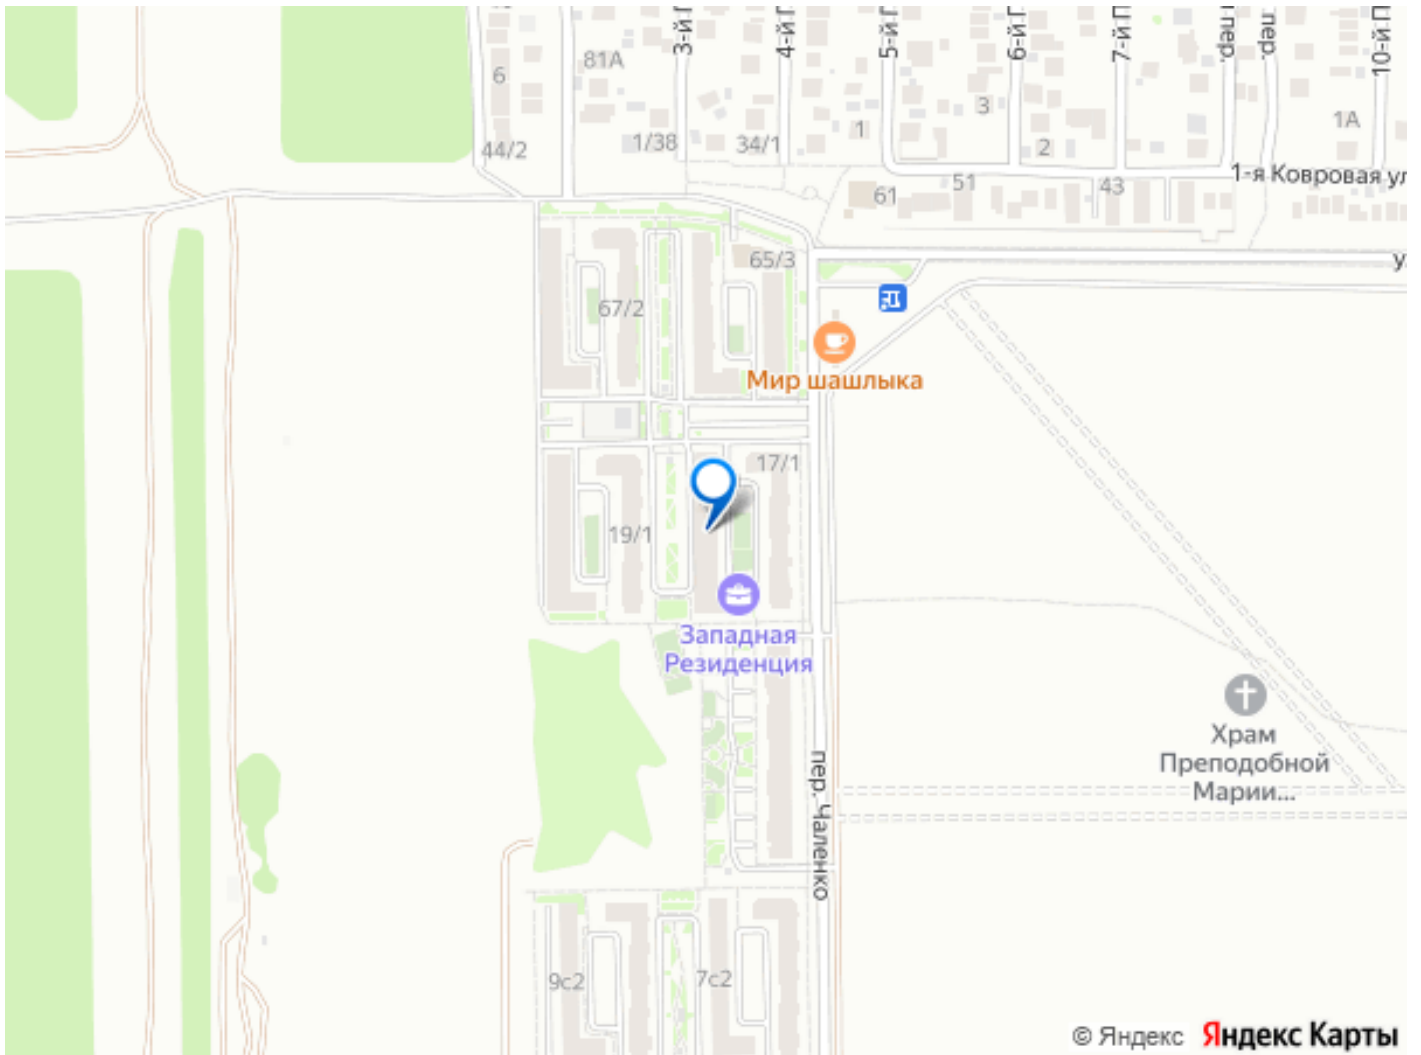 3-й
4-й
5-й
6-й
7-й
пер.
пер.
10-й
6
81А
3
1
1А
44/2
1/38
34/1
2
61
51
43
1-я Ковровая ул
65/3
67/2
Мир шашлыка
17/1
19/1
Западная
Резиденция
Храм
Преподобной
Марии...
пер. Чаленко
9с2
7с2
© Яндекс Яндекс Карты